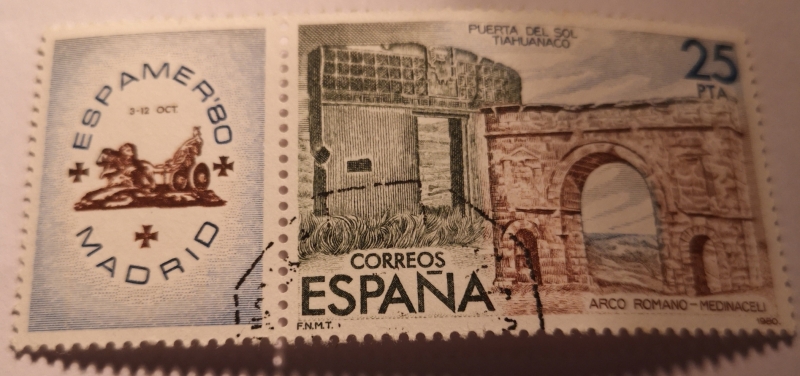 ESPAMER'80
3-12 OCT.
MADRID
PUERTA DEL SOL
TIAHUANACO
25
PTA
CORREOS
ESPAÑA
ARCO ROMANO-MEDINACELI
F.N.M.T.
1980